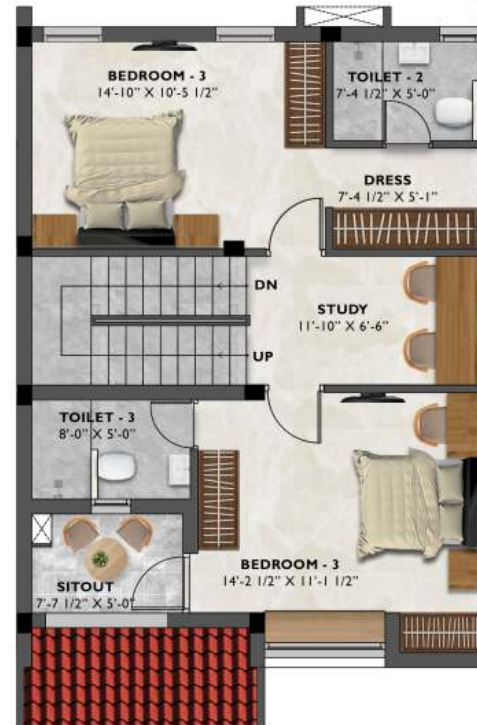 BEDROOM - 3
14'-10" X 10'-5 1/2"
TOILET - 2
7'-4 1/2" X 5'-0"
DRESS
7'-4 1/2" X 5'-1"
DN
STUDY
11'-10" X 6'-6"
UP
TOILET - 3
8'-0" X 5'-0"
BEDROOM - 3
14'-2 1/2" X 11'-1 1/2"
SITOUT
7'-7 1/2" X 5'-0"